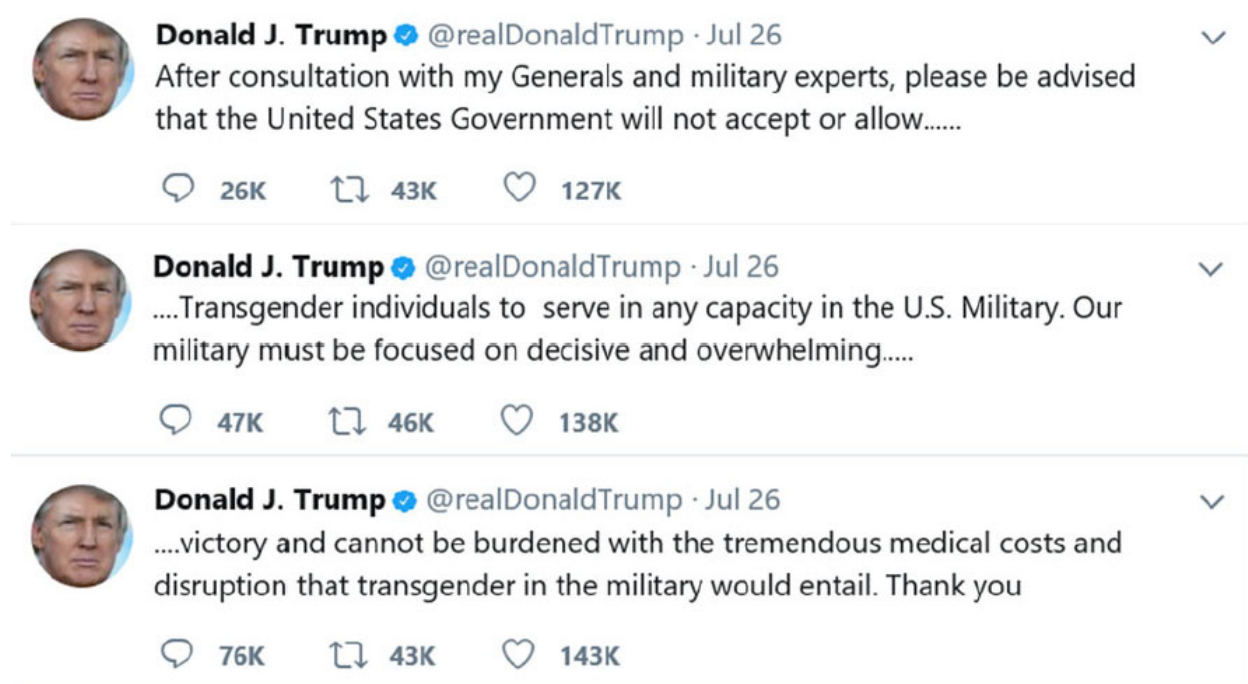 Donald J. Trump @realDonaldTrump · Jul 26
After consultation with my Generals and military experts, please be advised
that the United States Government will not accept or allow......
26K 43K 127K
Donald J. Trump @realDonaldTrump · Jul 26
....Transgender individuals to serve in any capacity in the U.S. Military. Our
military must be focused on decisive and overwhelming.....
47K 46K 138K
Donald J. Trump @realDonaldTrump · Jul 26
....victory and cannot be burdened with the tremendous medical costs and
disruption that transgender in the military would entail. Thank you
76K 43K 143K